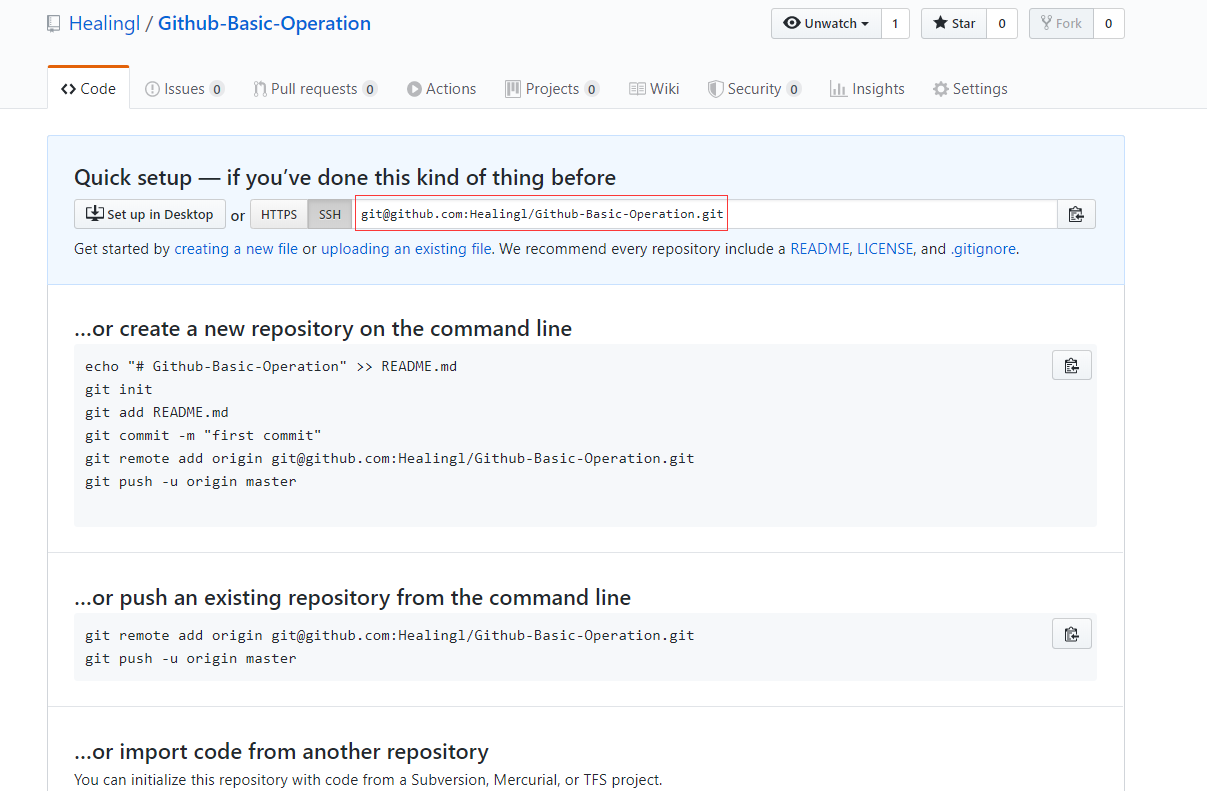 Healingl / Github-Basic-Operation
Unwatch 1 Star 0 Fork 0
Code Issues 0 Pull requests 0 Actions Projects 0 Wiki Security 0 Insights Settings
Quick setup — if you’ve done this kind of thing before
Set up in Desktop or HTTPS SSH git@github.com:Healingl/Github-Basic-Operation.git
Get started by creating a new file or uploading an existing file. We recommend every repository include a README, LICENSE, and .gitignore.
…or create a new repository on the command line
echo "# Github-Basic-Operation" >> README.md
git init
git add README.md
git commit -m "first commit"
git remote add origin git@github.com:Healingl/Github-Basic-Operation.git
git push -u origin master
…or push an existing repository from the command line
git remote add origin git@github.com:Healingl/Github-Basic-Operation.git
git push -u origin master
…or import code from another repository
You can initialize this repository with code from a Subversion, Mercurial, or TFS project.